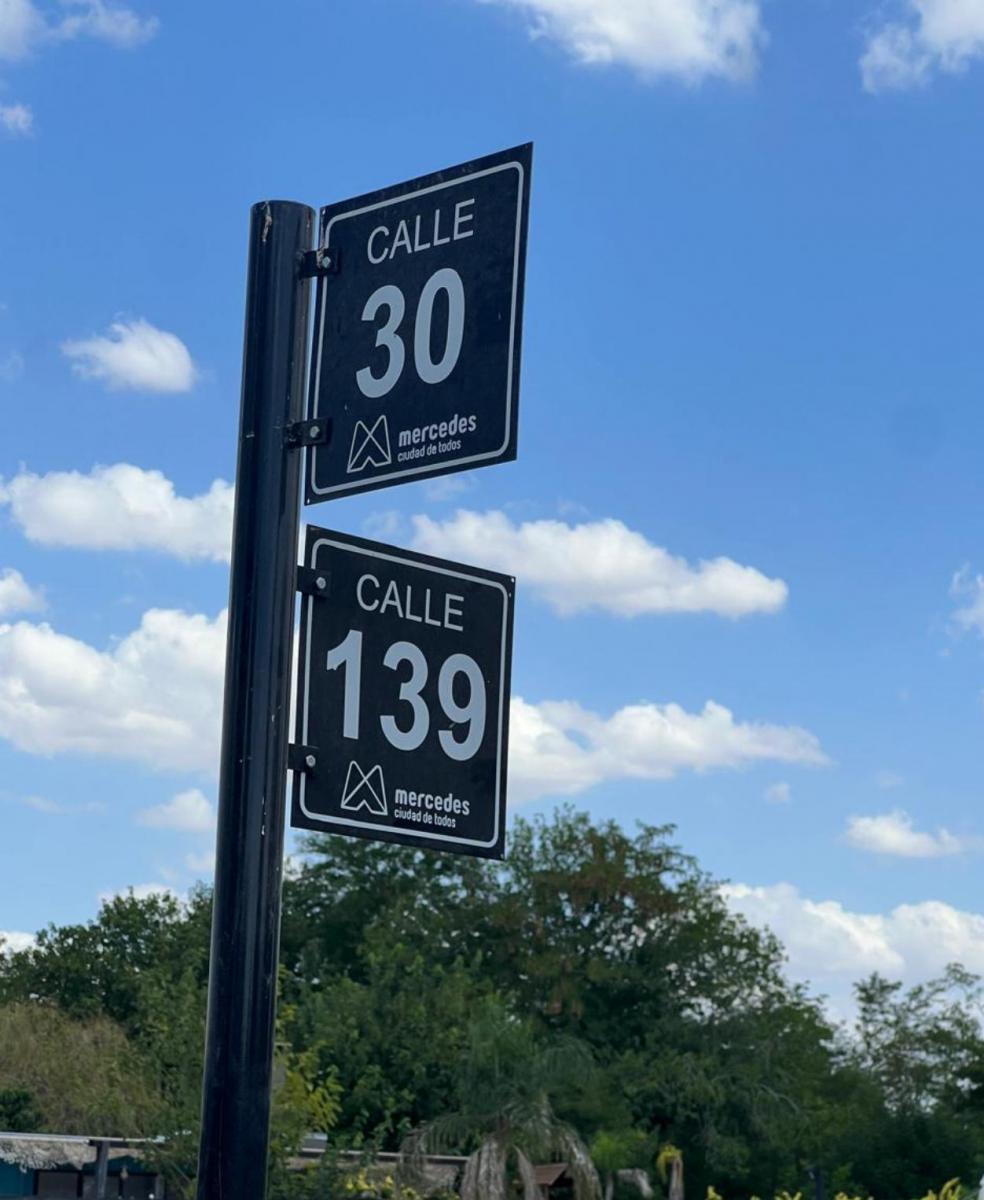 CALLE
30
mercedes
ciudad de todos
CALLE
139
mercedes
ciudad de todos